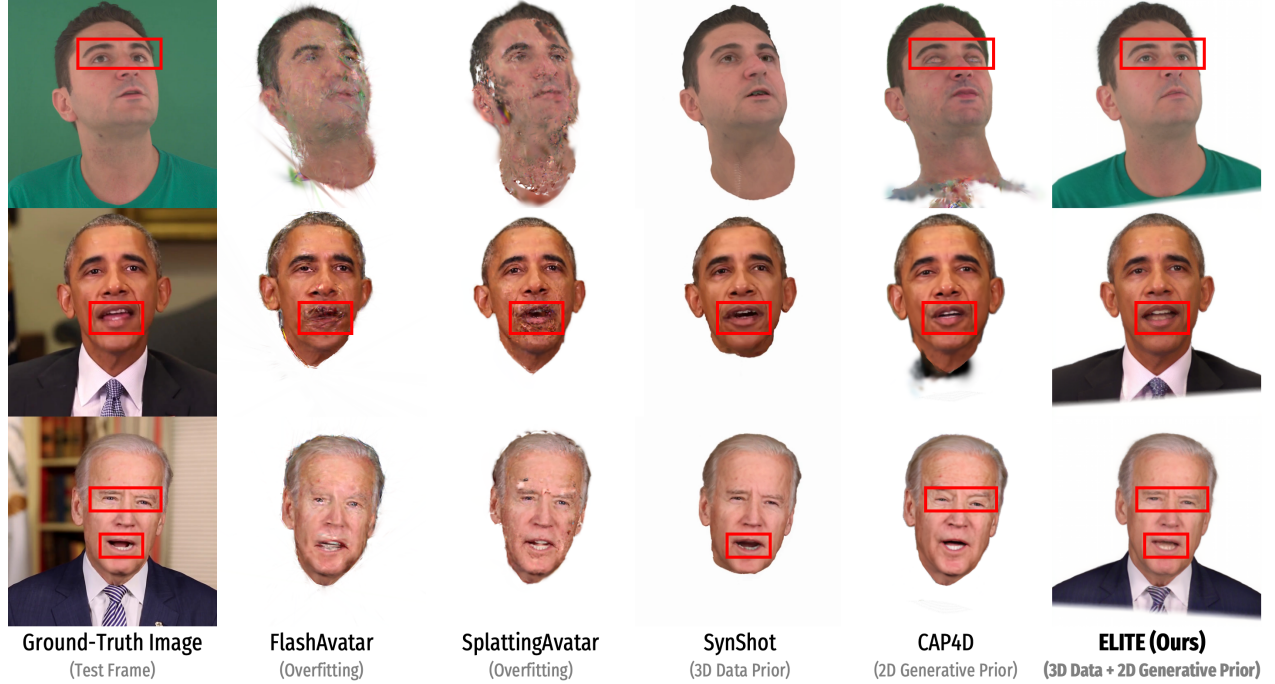 Ground-Truth Image
(Test Frame)
FlashAvatar
(Overfitting)
SplattingAvatar
(Overfitting)
SynShot
(3D Data Prior)
CAP4D
(2D Generative Prior)
ELITE (Ours)
(3D Data + 2D Generative Prior)